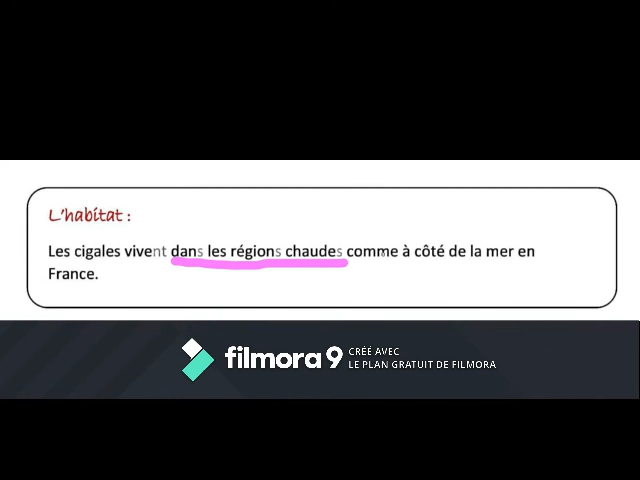 L'habitat :
Les cigales vivent dans les régions chaudes comme à côté de la mer en
France.
filmora 9
CRÉÉ AVEC
LE PLAN GRATUIT DE FILMORA